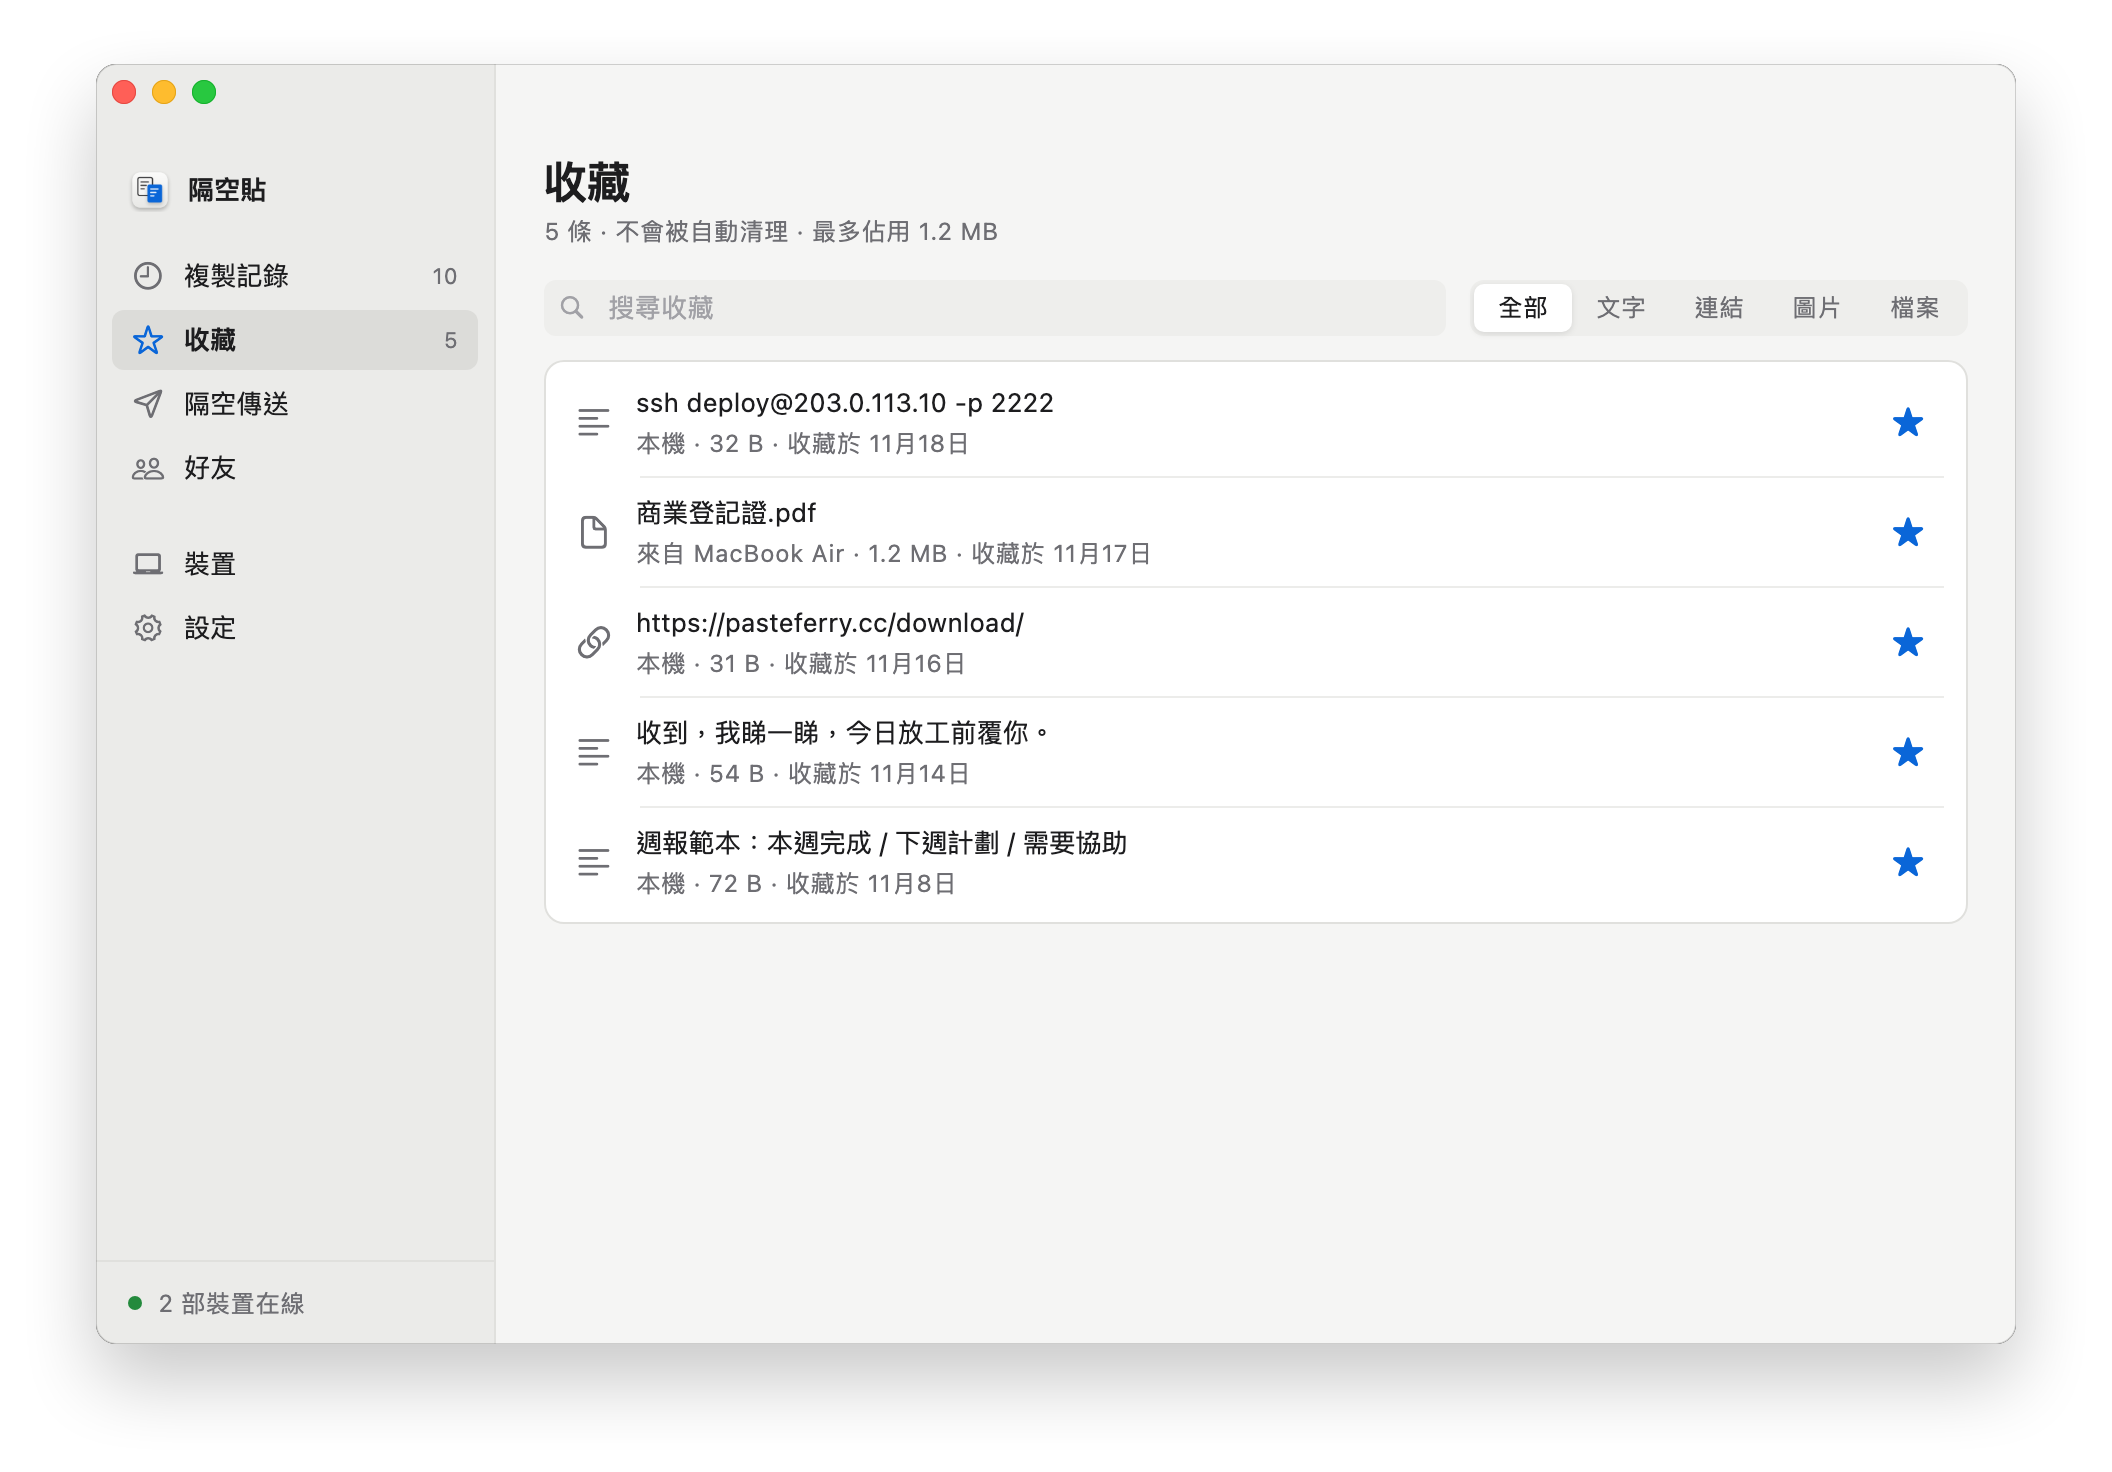 隔空貼
複製記錄 10
收藏 5
隔空傳送
好友
裝置
設定
2 部裝置在線
收藏
5 條 · 不會被自動清理 · 最多佔用 1.2 MB
搜尋收藏
全部 文字 連結 圖片 檔案
ssh deploy@203.0.113.10 -p 2222
本機 · 32 B · 收藏於 11月18日
商業登記證.pdf
來自 MacBook Air · 1.2 MB · 收藏於 11月17日
https://pasteferry.cc/download/
本機 · 31 B · 收藏於 11月16日
收到，我睇一睇，今日放工前覆你。
本機 · 54 B · 收藏於 11月14日
週報範本：本週完成 / 下週計劃 / 需要協助
本機 · 72 B · 收藏於 11月8日